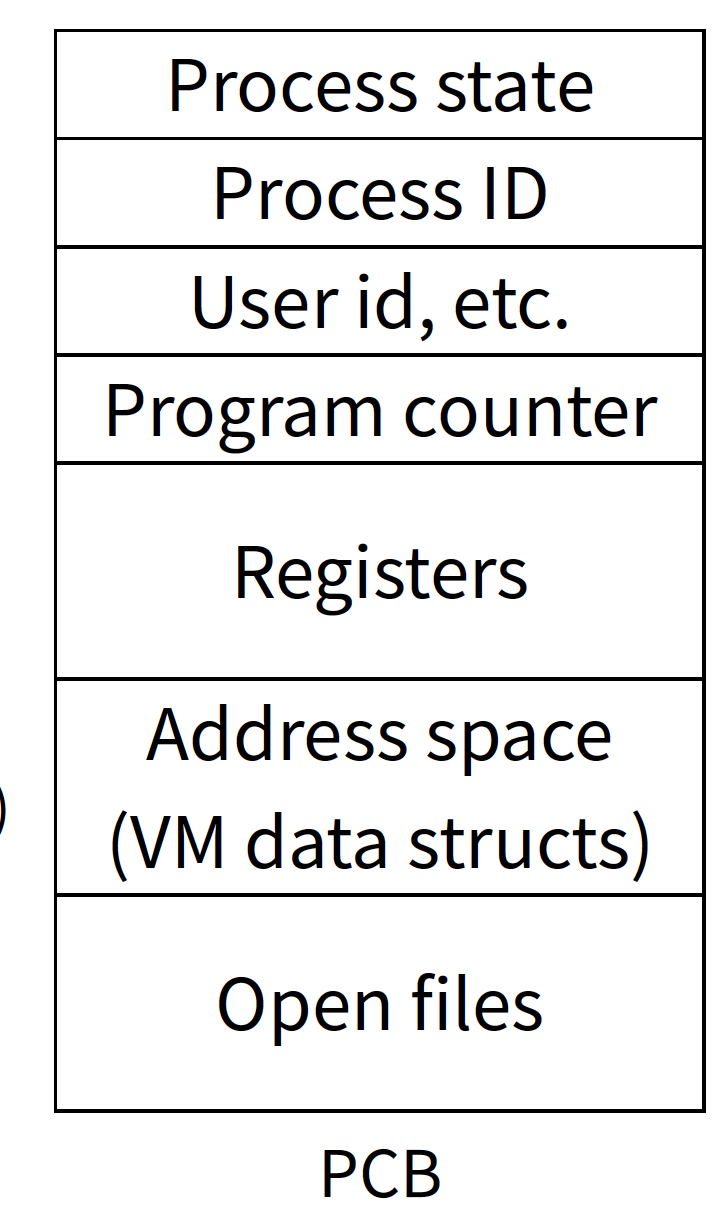 Process state
Process ID
User id, etc.
Program counter
Registers
Address space
)
(VM data structs)
Open files
PCB